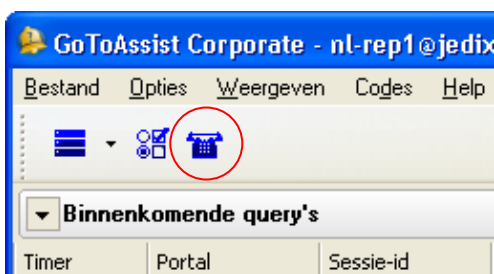 GoToAssist Corporate - nl-rep1@jedix
Bestand Opties Weergeven Codes Help
Binnenkomende query's
Timer Portal Sessie-id